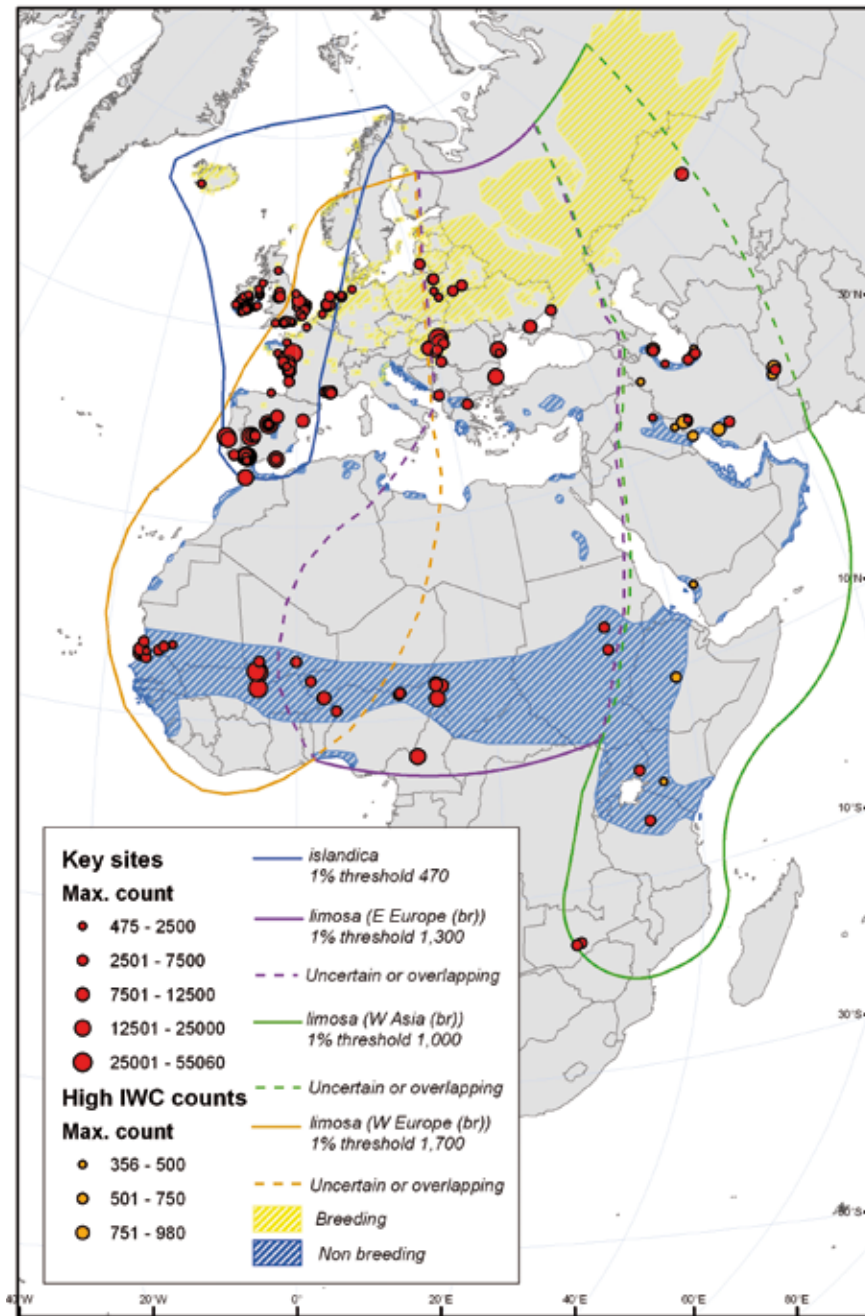 30°N
10°N
10°S
30°S
50°S
Key sites
Max. count
475 - 2500
2501 - 7500
7501 - 12500
12501 - 25000
25001 - 55060
High IWC counts
Max. count
356 - 500
501 - 750
751 - 980
islandica
1% threshold 470
limosa (E Europe (br))
1% threshold 1,300
Uncertain or overlapping
limosa (W Asia (br))
1% threshold 1,000
Uncertain or overlapping
limosa (W Europe (br))
1% threshold 1,700
Uncertain or overlapping
Breeding
Non breeding
40°W
20°W
0°
20°E
40°E
60°E
80°E